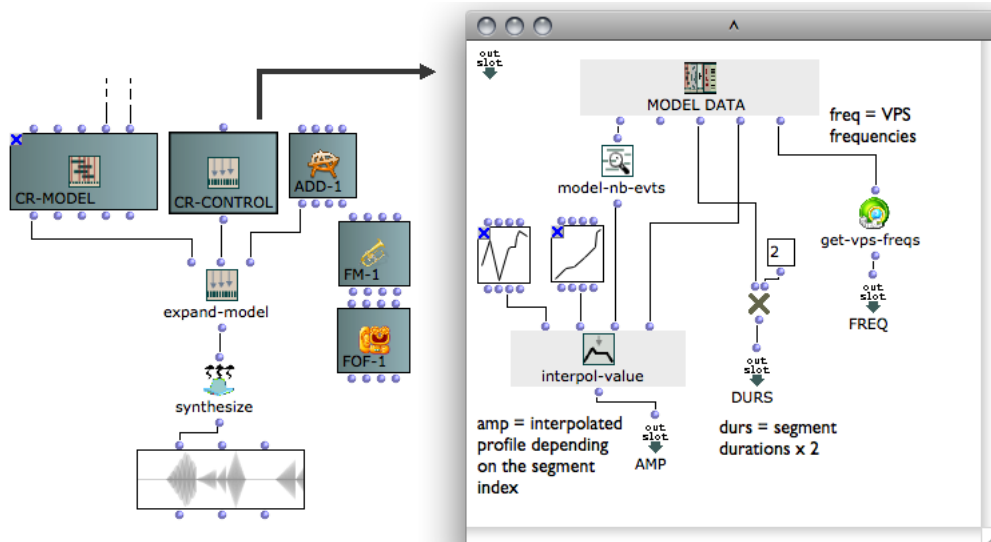 CR-MODEL
CR-CONTROL
ADD-1
FM-1
FOF-1
expand-model
synthesize
^
out
slot
MODEL DATA
freq = VPS
frequencies
model-nb-evts
get-vps-freqs
2
out
slot
FREQ
interpol-value
out
slot
DURS
amp = interpolated
profile depending
on the segment
index
out
slot
AMP
durs = segment
durations x 2